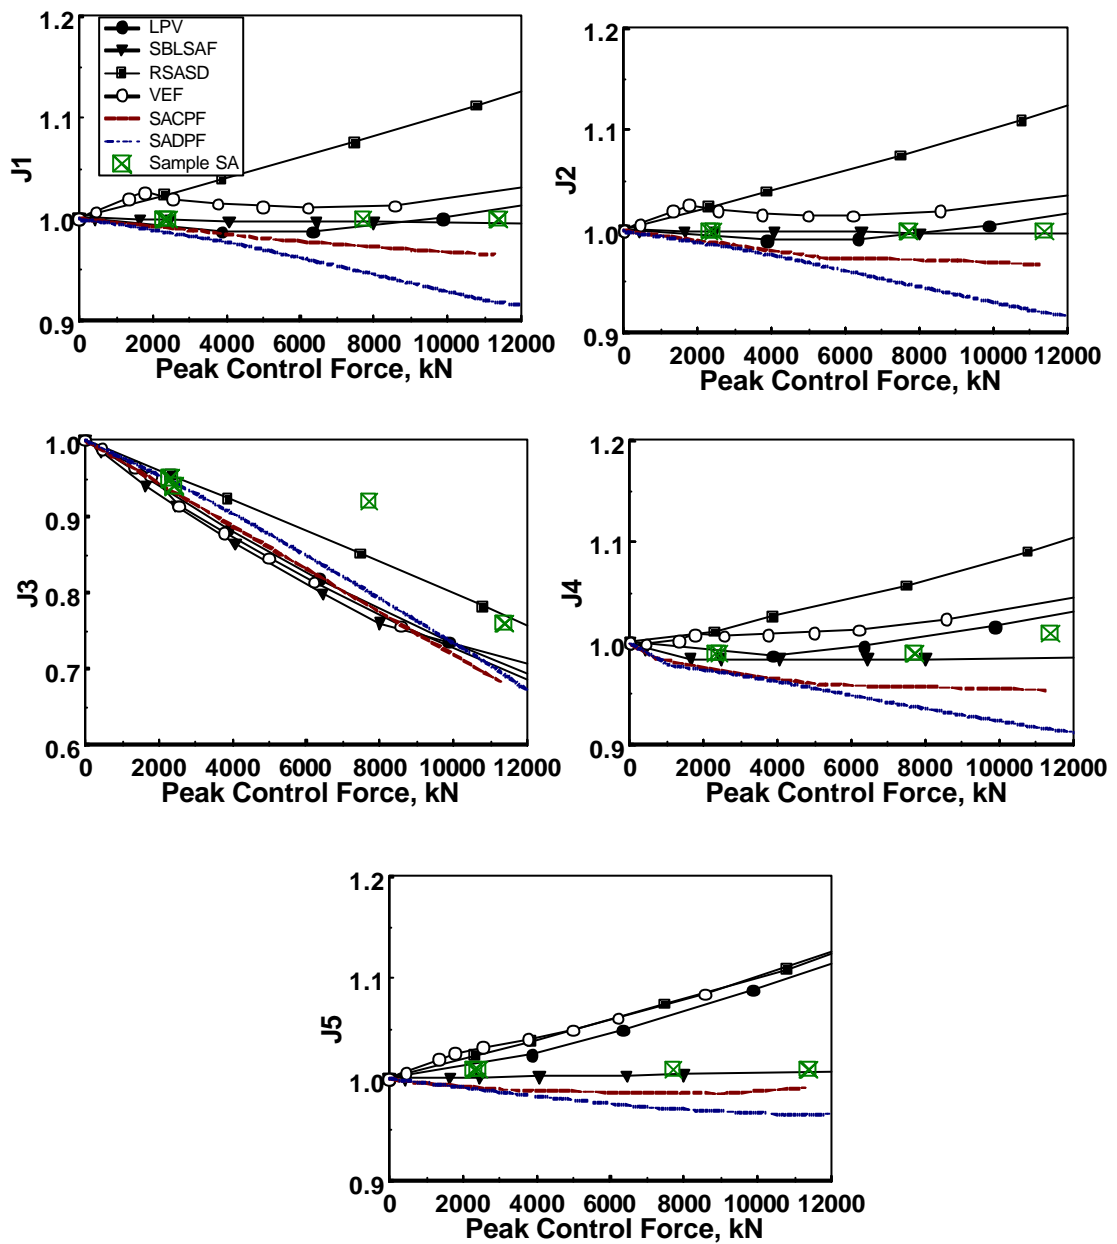 1.2
1.1
1.0
0.9
J1
LPV
SBLSAF
RSASD
VEF
SACPF
SADPF
Sample SA
0 2000 4000 6000 8000 10000 12000
Peak Control Force, kN
1.2
1.1
1.0
0.9
J2
0 2000 4000 6000 8000 10000 12000
Peak Control Force, kN
1.0
0.9
0.8
0.7
0.6
J3
0 2000 4000 6000 8000 10000 12000
Peak Control Force, kN
1.2
1.1
1.0
0.9
J4
0 2000 4000 6000 8000 10000 12000
Peak Control Force, kN
1.2
1.1
1.0
0.9
J5
0 2000 4000 6000 8000 10000 12000
Peak Control Force, kN